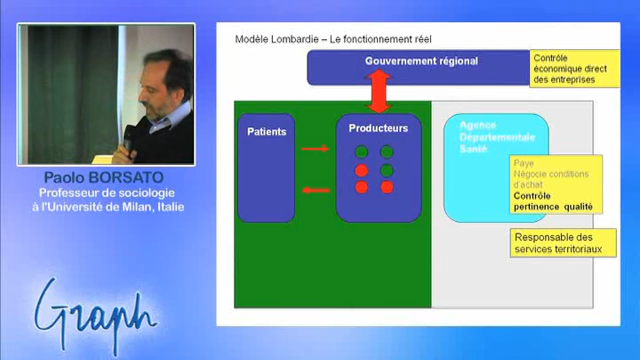 Modèle Lombardie – Le fonctionnement réel
Gouvernement régional
Contrôle
économique direct
des entreprises
Patients
Producteurs
Agence
Départementale
Santé
Paye
Négocie conditions
d'achat
Contrôle
pertinence qualité
Responsable des
services territoriaux
Paolo BORSATO
Professeur de sociologie
à l'Université de Milan, Italie
Graph